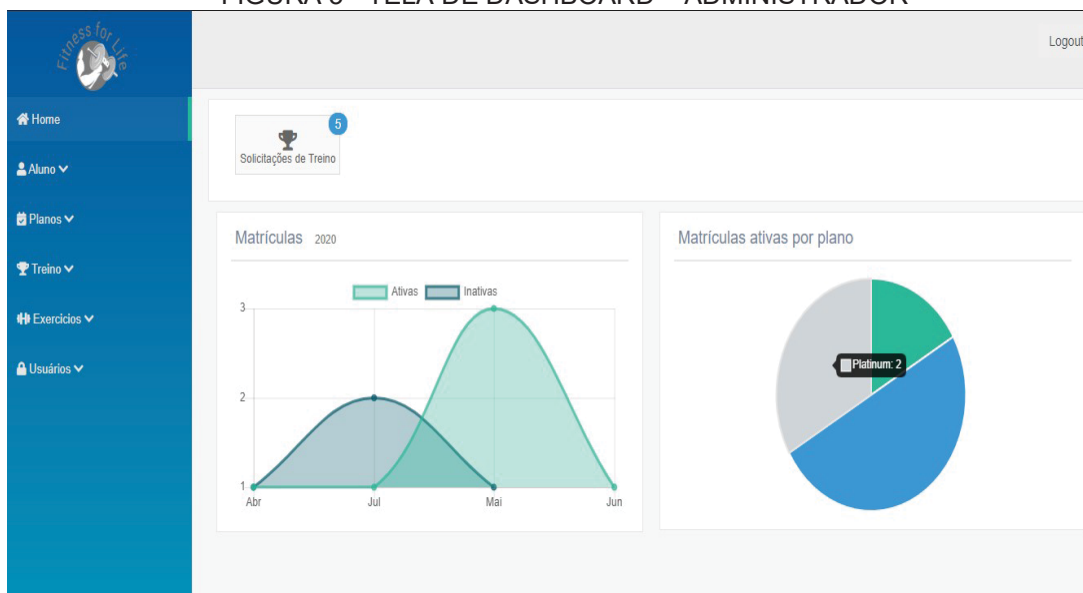 FIGURA 6 - TELA DE DASHBOARD – ADMINISTRADOR
Fitness for Life
Logout
Home
5
Solicitações de Treino
Aluno
Planos
Treino
Exercícios
Usuários
Matrículas 2020
Ativas Inativas
3
2
1
Abr Jul Mai Jun
Matrículas ativas por plano
Platinum: 2